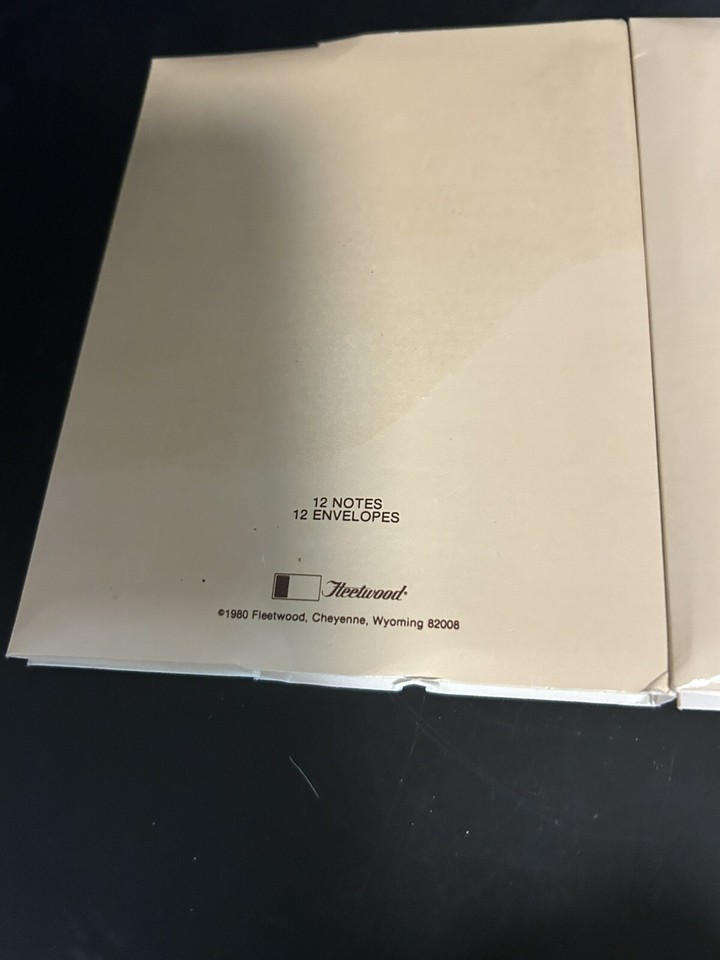 12 NOTES
12 ENVELOPES
Fleetwood®
©1980 Fleetwood, Cheyenne, Wyoming 82008